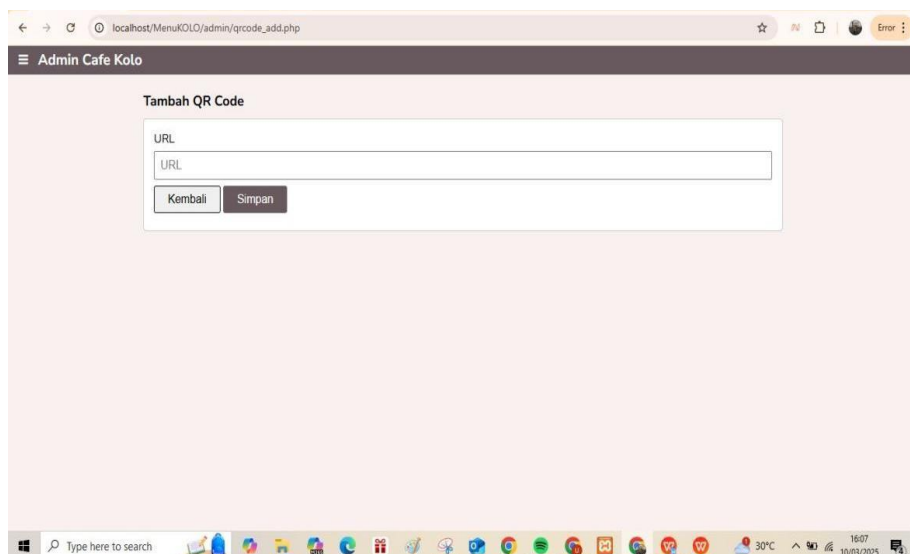 localhost/MenuKOLO/admin/qrcode_add.php
Error
Admin Cafe Kolo
Tambah QR Code
URL
URL
Kembali
Simpan
Type here to search
30°C
16:07
10/03/2025